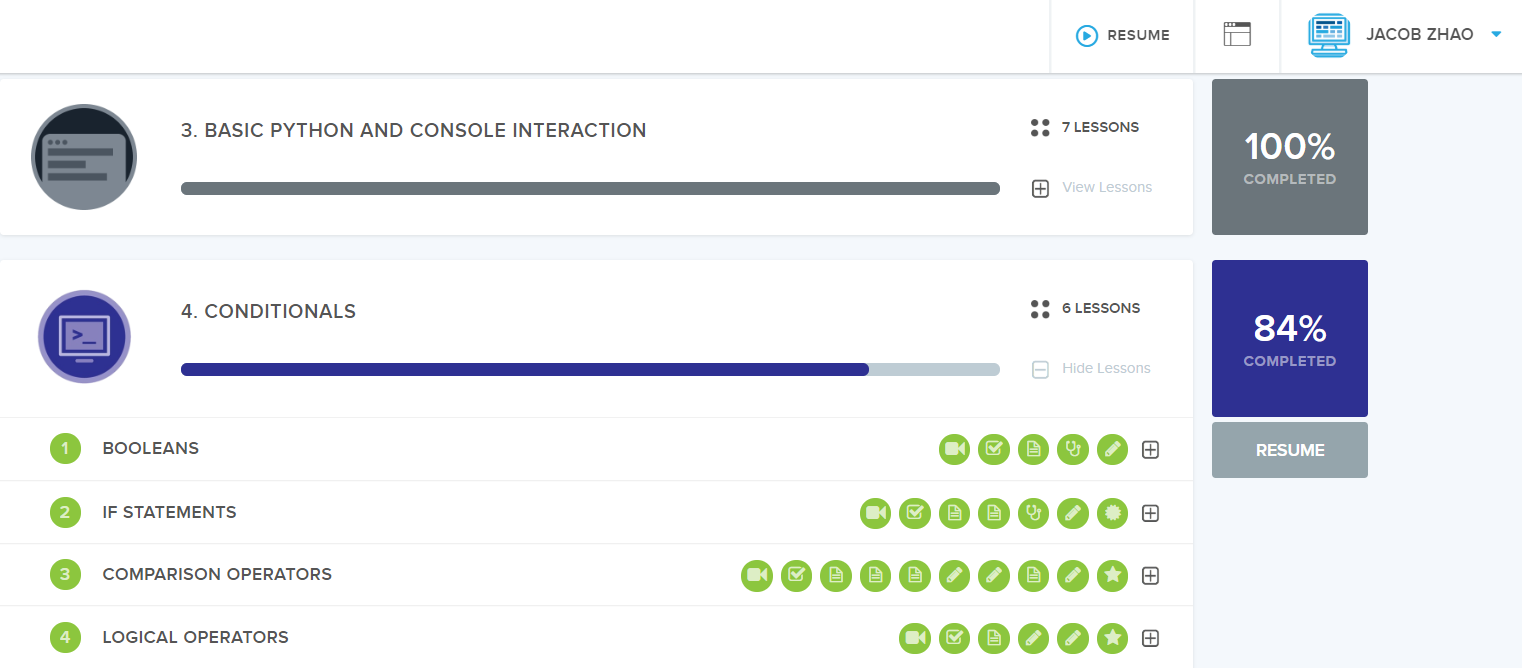 RESUME
JACOB ZHAO
3. BASIC PYTHON AND CONSOLE INTERACTION
7 LESSONS
View Lessons
100%
COMPLETED
4. CONDITIONALS
6 LESSONS
Hide Lessons
84%
COMPLETED
RESUME
1 BOOLEANS
2 IF STATEMENTS
3 COMPARISON OPERATORS
4 LOGICAL OPERATORS